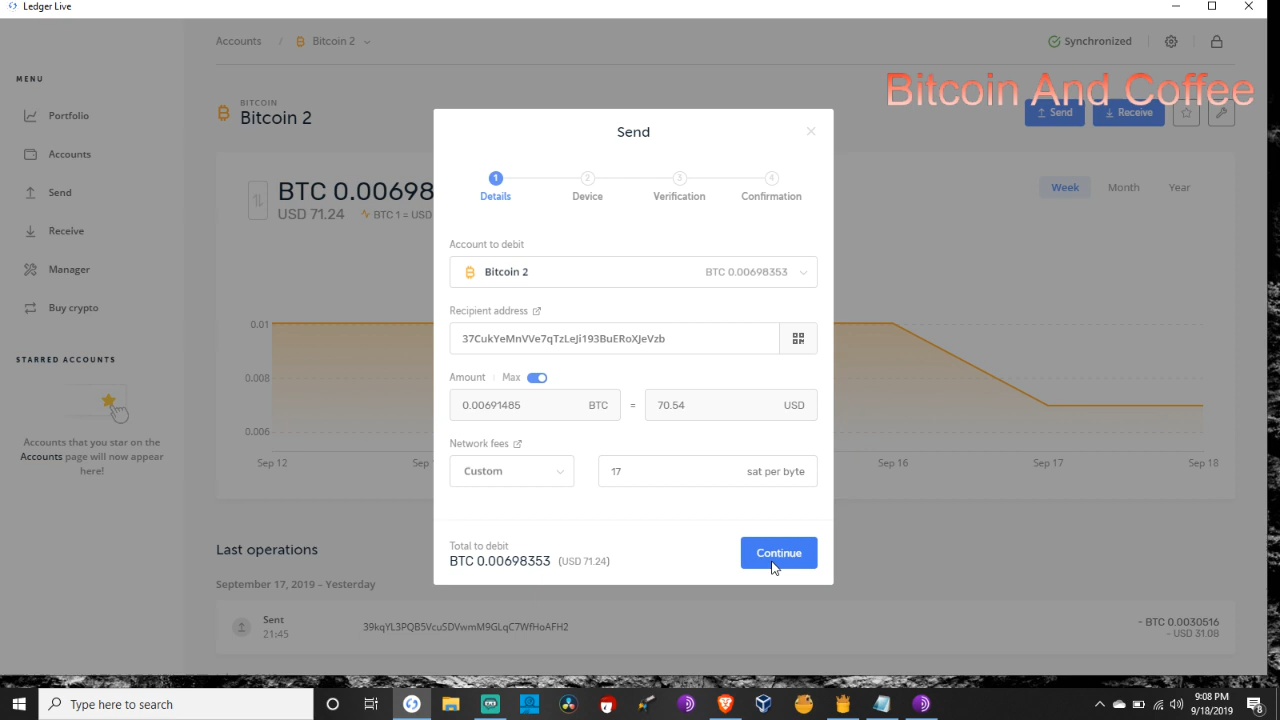 Ledger Live
Accounts / Bitcoin 2
Synchronized
Bitcoin And Coffee
MENU
Portfolio
Accounts
Send
Receive
Manager
Buy crypto
STARRED ACCOUNTS
Accounts that you star on the
Accounts page will now appear
here!
BITCOIN
Bitcoin 2
Send
Receive
BTC 0.00698
USD 71.24
BTC 1 = USD
Week
Month
Year
0.01
0.008
0.006
Sep 12
Sep 16
Sep 17
Sep 18
Send
1
2
3
4
Details
Device
Verification
Confirmation
Account to debit
Bitcoin 2
BTC 0.00698353
Recipient address
37CukYeMnVVe7qTzLeJi193BuERoXJeVzb
Amount
Max
0.00691485 BTC
=
70.54 USD
Network fees
Custom
17 sat per byte
Total to debit
BTC 0.00698353 (USD 71.24)
Continue
Last operations
September 17, 2019 – Yesterday
Sent
21:45
39kqYL3PQB5VcuSDVwmM9GLqC7WfHoAFH2
- BTC 0.0030516
- USD 31.08
Type here to search
9:08 PM
9/18/2019
8